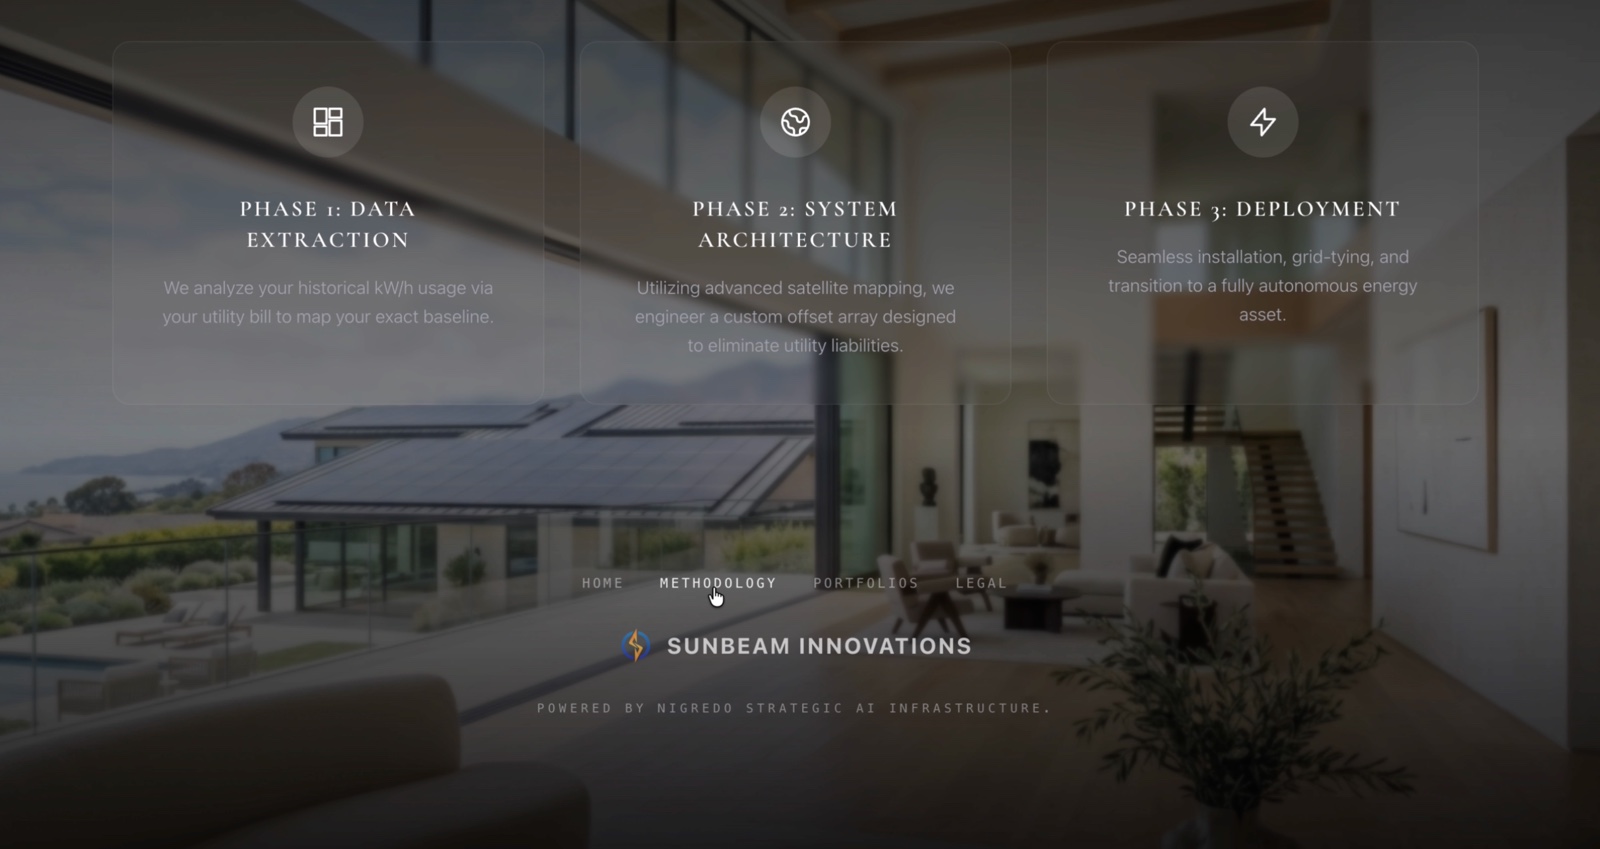 PHASE 1: DATA
EXTRACTION
We analyze your historical kW/h usage via
your utility bill to map your exact baseline.
PHASE 2: SYSTEM
ARCHITECTURE
Utilizing advanced satellite mapping, we
engineer a custom offset array designed
to eliminate utility liabilities.
PHASE 3: DEPLOYMENT
Seamless installation, grid-tying, and
transition to a fully autonomous energy
asset.
HOME METHODOLOGY PORTFOLIOS LEGAL
SUNBEAM INNOVATIONS
POWERED BY NIGREDO STRATEGIC AI INFRASTRUCTURE.